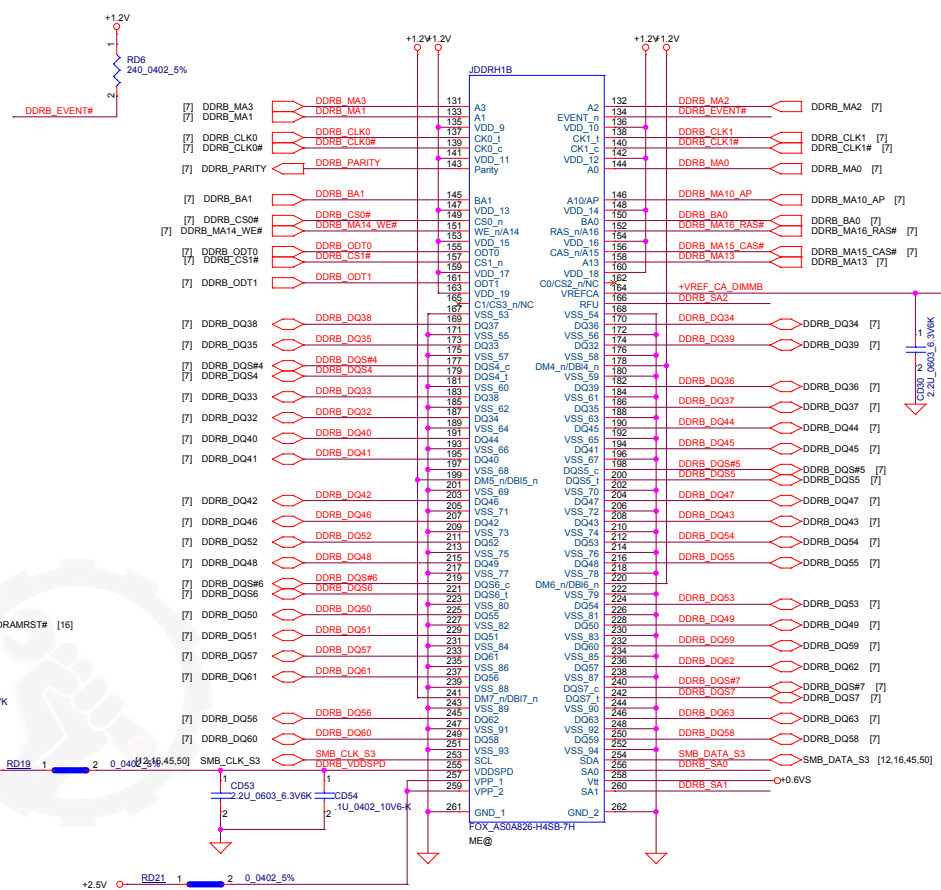 +1.2V
1
RD6
240_0402_5%
2
DDRB_EVENT#
+1.2V +1.2V
+1.2V +1.2V
JDDRH1B
[7] DDRB_MA3 DDRB_MA3 131 A3 A2 132 DDRB_MA2 DDRB_MA2 [7]
[7] DDRB_MA1 DDRB_MA1 133 A1 EVENT_n 134 DDRB_EVENT#
135 VDD_9 VDD_10 136
[7] DDRB_CLK0 DDRB_CLK0 137 CK0_t CK1_t 138 DDRB_CLK1 DDRB_CLK1 [7]
[7] DDRB_CLK0# DDRB_CLK0# 139 CK0_c CK1_c 140 DDRB_CLK1# DDRB_CLK1# [7]
141 VDD_11 VDD_12 142
[7] DDRB_PARITY DDRB_PARITY 143 Parity A0 144 DDRB_MA0 DDRB_MA0 [7]
[7] DDRB_BA1 DDRB_BA1 145 BA1 A10/AP 146 DDRB_MA10_AP DDRB_MA10_AP [7]
147 VDD_13 VDD_14 148
[7] DDRB_CS0# DDRB_CS0# 149 CS0_n BA0 150 DDRB_BA0 DDRB_BA0 [7]
[7] DDRB_MA14_WE# DDRB_MA14_WE# 151 WE_n/A14 RAS_n/A16 152 DDRB_MA16_RAS# DDRB_MA16_RAS# [7]
153 VDD_15 VDD_16 154
[7] DDRB_ODT0 DDRB_ODT0 155 ODT0 CAS_n/A15 156 DDRB_MA15_CAS# DDRB_MA15_CAS# [7]
[7] DDRB_CS1# DDRB_CS1# 157 CS1_n A13 158 DDRB_MA13 DDRB_MA13 [7]
159 VDD_17 VDD_18 160
[7] DDRB_ODT1 DDRB_ODT1 161 ODT1 C0/CS2_n/NC 162
163 VDD_19 VREFCA 164 +VREF_CA_DIMMB
165 C1/CS3_n/NC RFU 166 DDRB_SA2
167 VSS_53 VSS_54 168
[7] DDRB_DQ38 DDRB_DQ38 169 DQ37 DQ36 170 DDRB_DQ34 DDRB_DQ34 [7]
171 VSS_55 VSS_56 172
[7] DDRB_DQ35 DDRB_DQ35 173 DQ33 DQ32 174 DDRB_DQ39 DDRB_DQ39 [7]
175 VSS_57 VSS_58 176
[7] DDRB_DQS#4 DDRB_DQS#4 177 DQS4_c DM4_n/DBI4_n 178
[7] DDRB_DQS4 DDRB_DQS4 179 DQS4_t VSS_59 180
181 VSS_60 DQ39 182 DDRB_DQ36 DDRB_DQ36 [7]
[7] DDRB_DQ33 DDRB_DQ33 183 DQ38 VSS_61 184
185 VSS_62 DQ35 186 DDRB_DQ37 DDRB_DQ37 [7]
[7] DDRB_DQ32 DDRB_DQ32 187 DQ34 VSS_63 188
189 VSS_64 DQ45 190 DDRB_DQ44 DDRB_DQ44 [7]
[7] DDRB_DQ40 DDRB_DQ40 191 DQ44 VSS_65 192
193 VSS_66 DQ41 194 DDRB_DQ45 DDRB_DQ45 [7]
[7] DDRB_DQ41 DDRB_DQ41 195 DQ40 VSS_67 196
197 VSS_68 DQS5_c 198 DDRB_DQS#5 DDRB_DQS#5 [7]
199 DM5_n/DBI5_n DQS5_t 200 DDRB_DQS5 DDRB_DQS5 [7]
201 VSS_69 VSS_70 202
[7] DDRB_DQ42 DDRB_DQ42 203 DQ46 DQ47 204 DDRB_DQ47 DDRB_DQ47 [7]
205 VSS_71 VSS_72 206
[7] DDRB_DQ46 DDRB_DQ46 207 DQ42 DQ43 208 DDRB_DQ43 DDRB_DQ43 [7]
209 VSS_73 VSS_74 210
[7] DDRB_DQ52 DDRB_DQ52 211 DQ52 DQ53 212 DDRB_DQ54 DDRB_DQ54 [7]
213 VSS_75 VSS_76 214
[7] DDRB_DQ48 DDRB_DQ48 215 DQ49 DQ48 216 DDRB_DQ55 DDRB_DQ55 [7]
217 VSS_77 VSS_78 218
[7] DDRB_DQS#6 DDRB_DQS#6 219 DQS6_c DM6_n/DBI6_n 220
[7] DDRB_DQS6 DDRB_DQS6 221 DQS6_t VSS_79 222
223 VSS_80 DQ54 224 DDRB_DQ53 DDRB_DQ53 [7]
[7] DDRB_DQ50 DDRB_DQ50 225 DQ55 VSS_81 226
227 VSS_82 DQ50 228 DDRB_DQ49 DDRB_DQ49 [7]
[7] DDRB_DQ51 DDRB_DQ51 229 DQ51 VSS_83 230
231 VSS_84 DQ60 232 DDRB_DQ59 DDRB_DQ59 [7]
[7] DDRB_DQ57 DDRB_DQ57 233 DQ61 VSS_85 234
235 VSS_86 DQ57 236 DDRB_DQ62 DDRB_DQ62 [7]
[7] DDRB_DQ61 DDRB_DQ61 237 DQ56 VSS_87 238
239 VSS_88 DQS7_c 240 DDRB_DQS#7 DDRB_DQS#7 [7]
241 DM7_n/DBI7_n DQS7_t 242 DDRB_DQS7 DDRB_DQS7 [7]
243 VSS_89 VSS_90 244
[7] DDRB_DQ56 DDRB_DQ56 245 DQ62 DQ63 246 DDRB_DQ63 DDRB_DQ63 [7]
247 VSS_91 VSS_92 248
[7] DDRB_DQ60 DDRB_DQ60 249 DQ58 DQ59 250 DDRB_DQ58 DDRB_DQ58 [7]
251 VSS_93 VSS_94 252
[12,16,45,50] SMB_CLK_S3 SMB_CLK_S3 253 SCL SDA 254 SMB_DATA_S3 SMB_DATA_S3 [12,16,45,50]
DDRB_VDDSPD 255 VDDSPD SA0 256 DDRB_SA0
257 VPP_1 Vtt 258 +0.6VS
259 VPP_2 SA1 260 DDRB_SA1
261 GND_1 GND_2 262
FOX_AS0A826-H4SB-7H
ME@
1
CD30
2.2U_0603_6.3V6K
2
DRAMRST# [16]
RD19 1 2 0_0402_5%
1
CD53
2.2U_0603_6.3V6K
2
1
CD54
.1U_0402_10V6-K
2
+2.5V RD21 1 2 0_0402_5%